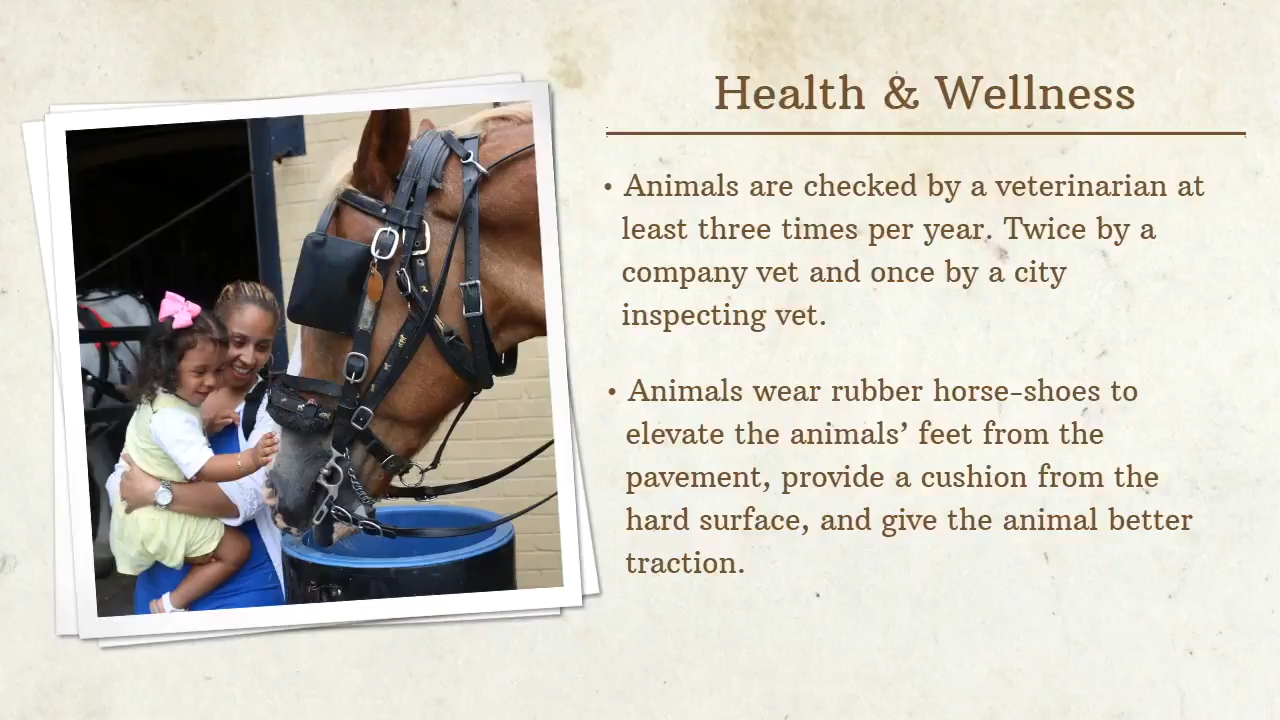 Health & Wellness
• Animals are checked by a veterinarian at
least three times per year. Twice by a
company vet and once by a city
inspecting vet.
• Animals wear rubber horse-shoes to
elevate the animals’ feet from the
pavement, provide a cushion from the
hard surface, and give the animal better
traction.